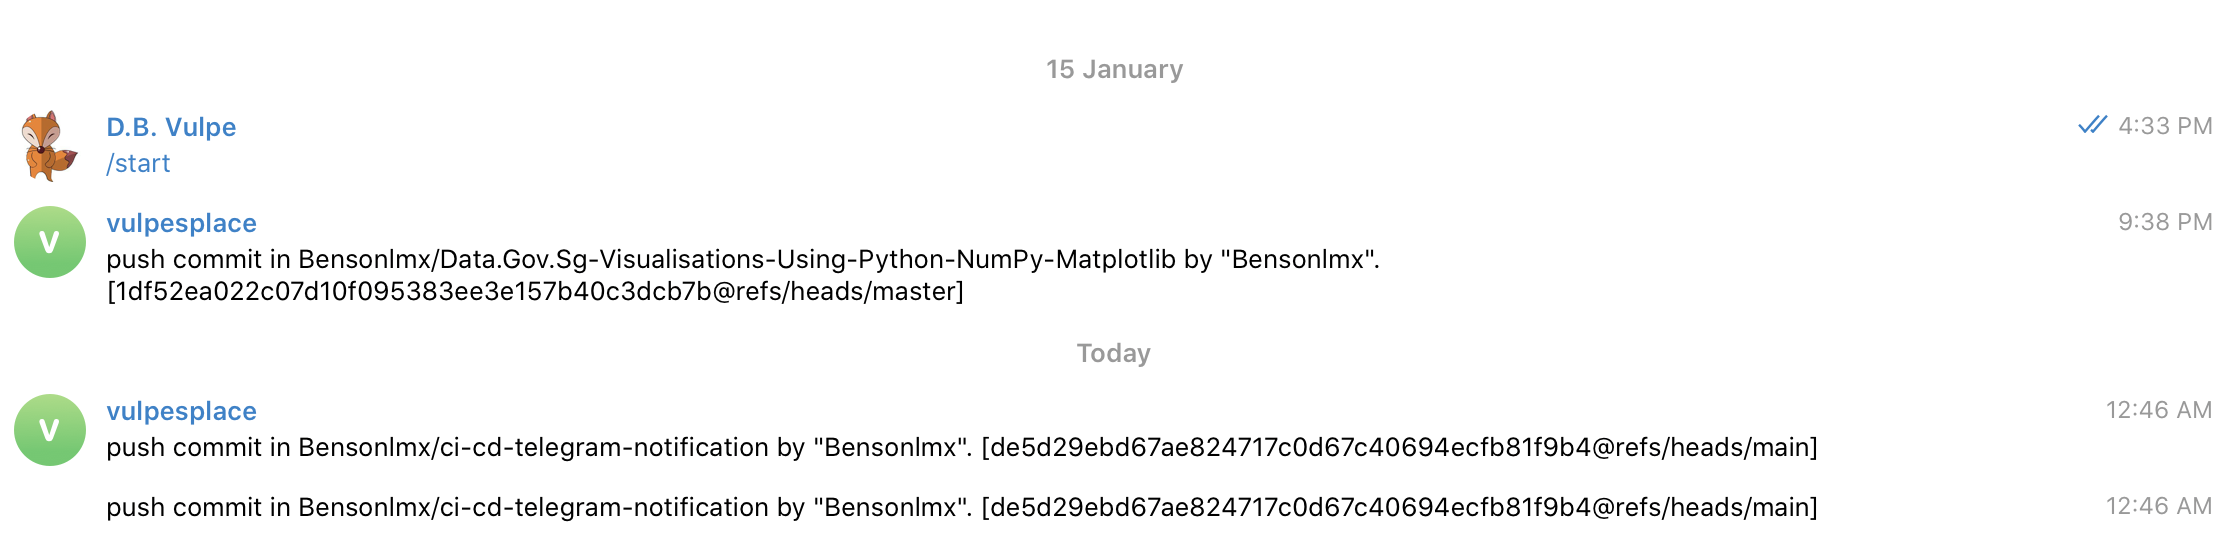 15 January
D.B. Vulpe
4:33 PM
/start
V
vulpesplace
9:38 PM
push commit in Bensonlmx/Data.Gov.Sg-Visualisations-Using-Python-NumPy-Matplotlib by "Bensonlmx".
[1df52ea022c07d10f095383ee3e157b40c3dcb7b@refs/heads/master]
Today
V
vulpesplace
12:46 AM
push commit in Bensonlmx/ci-cd-telegram-notification by "Bensonlmx". [de5d29ebd67ae824717c0d67c40694ecfb81f9b4@refs/heads/main]
push commit in Bensonlmx/ci-cd-telegram-notification by "Bensonlmx". [de5d29ebd67ae824717c0d67c40694ecfb81f9b4@refs/heads/main]
12:46 AM